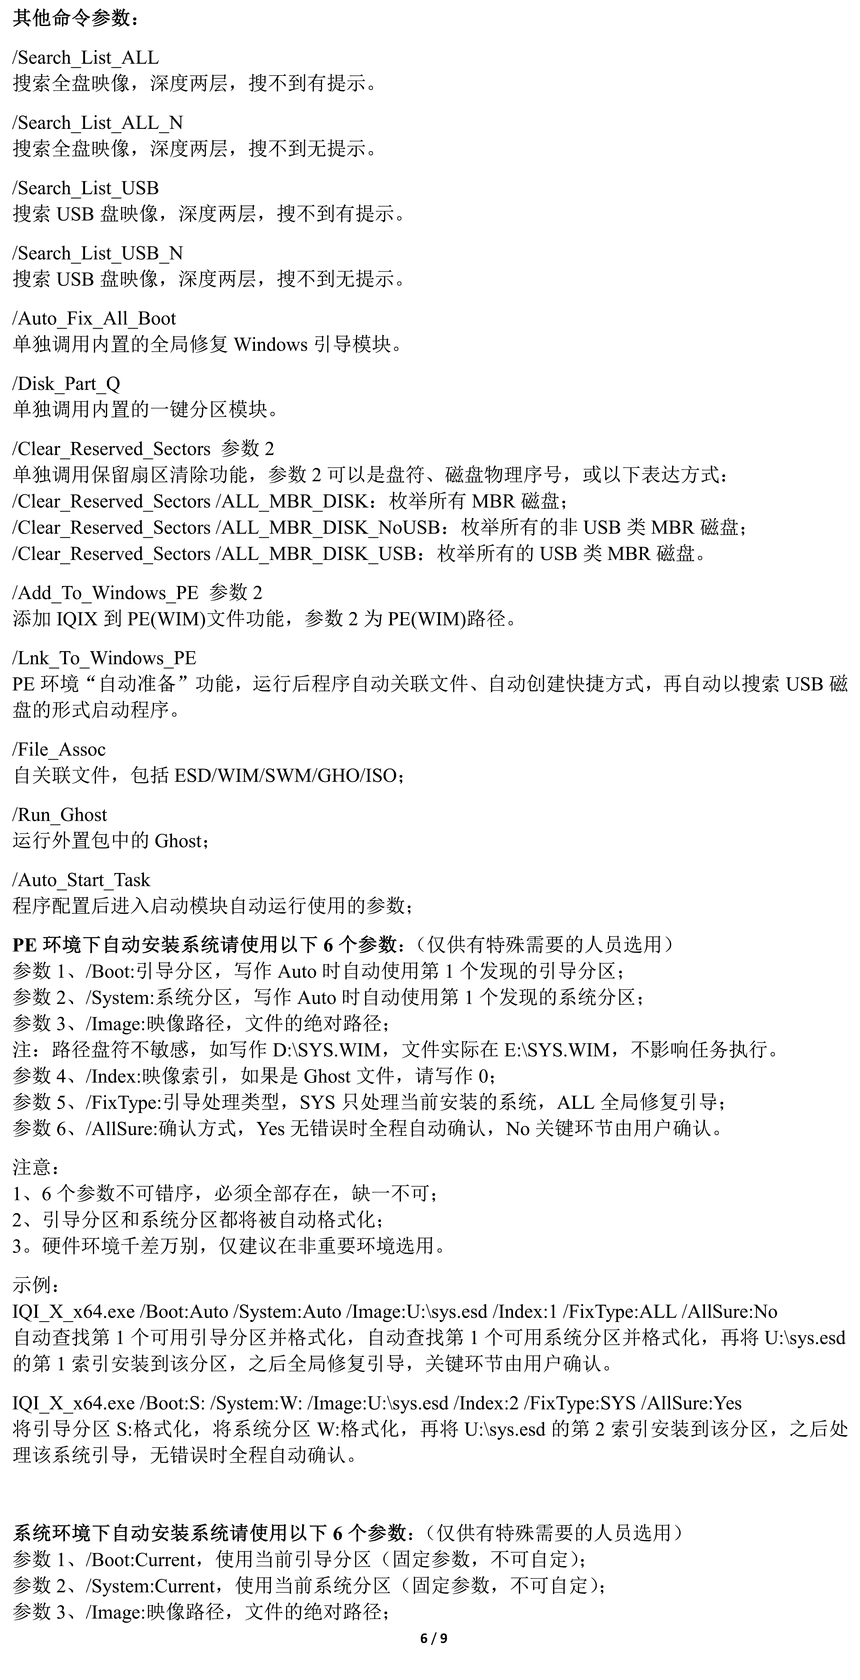 其他命令参数：
/Search_List_ALL
搜索全盘映像，深度两层，搜不到有提示。
/Search_List_ALL_N
搜索全盘映像，深度两层，搜不到无提示。
/Search_List_USB
搜索 USB 盘映像，深度两层，搜不到有提示。
/Search_List_USB_N
搜索 USB 盘映像，深度两层，搜不到无提示。
/Auto_Fix_All_Boot
单独调用内置的全局修复 Windows 引导模块。
/Disk_Part_Q
单独调用内置的一键分区模块。
/Clear_Reserved_Sectors 参数 2
单独调用保留扇区清除功能，参数 2 可以是盘符、磁盘物理序号，或以下表达方式：
/Clear_Reserved_Sectors /ALL_MBR_DISK：枚举所有 MBR 磁盘；
/Clear_Reserved_Sectors /ALL_MBR_DISK_NoUSB：枚举所有的非 USB 类 MBR 磁盘；
/Clear_Reserved_Sectors /ALL_MBR_DISK_USB：枚举所有的 USB 类 MBR 磁盘。
/Add_To_Windows_PE 参数 2
添加 IQIX 到 PE(WIM)文件功能，参数 2 为 PE(WIM)路径。
/Lnk_To_Windows_PE
PE 环境“自动准备”功能，运行后程序自动关联文件、自动创建快捷方式，再自动以搜索 USB 磁
盘的形式启动程序。
/File_Assoc
自关联文件，包括 ESD/WIM/SWM/GHO/ISO；
/Run_Ghost
运行外置包中的 Ghost；
/Auto_Start_Task
程序配置后进入启动模块自动运行使用的参数；
PE 环境下自动安装系统请使用以下 6 个参数：（仅供有特殊需要的人员选用）
参数 1、/Boot:引导分区，写作 Auto 时自动使用第 1 个发现的引导分区；
参数 2、/System:系统分区，写作 Auto 时自动使用第 1 个发现的系统分区；
参数 3、/Image:映像路径，文件的绝对路径；
注：路径盘符不敏感，如写作 D:\SYS.WIM，文件实际在 E:\SYS.WIM，不影响任务执行。
参数 4、/Index:映像索引，如果是 Ghost 文件，请写作 0；
参数 5、/FixType:引导处理类型，SYS 只处理当前安装的系统，ALL 全局修复引导；
参数 6、/AllSure:确认方式，Yes 无错误时全程自动确认，No 关键环节由用户确认。
注意：
1、6 个参数不可错序，必须全部存在，缺一不可；
2、引导分区和系统分区都将被自动格式化；
3。硬件环境千差万别，仅建议在非重要环境选用。
示例：
IQI_X_x64.exe /Boot:Auto /System:Auto /Image:U:\sys.esd /Index:1 /FixType:ALL /AllSure:No
自动查找第 1 个可用引导分区并格式化，自动查找第 1 个可用系统分区并格式化，再将 U:\sys.esd
的第 1 索引安装到该分区，之后全局修复引导，关键环节由用户确认。
IQI_X_x64.exe /Boot:S: /System:W: /Image:U:\sys.esd /Index:2 /FixType:SYS /AllSure:Yes
将引导分区 S:格式化，将系统分区 W:格式化，再将 U:\sys.esd 的第 2 索引安装到该分区，之后处
理该系统引导，无错误时全程自动确认。
系统环境下自动安装系统请使用以下 6 个参数：（仅供有特殊需要的人员选用）
参数 1、/Boot:Current，使用当前引导分区（固定参数，不可自定）；
参数 2、/System:Current，使用当前系统分区（固定参数，不可自定）；
参数 3、/Image:映像路径，文件的绝对路径；
6 / 9